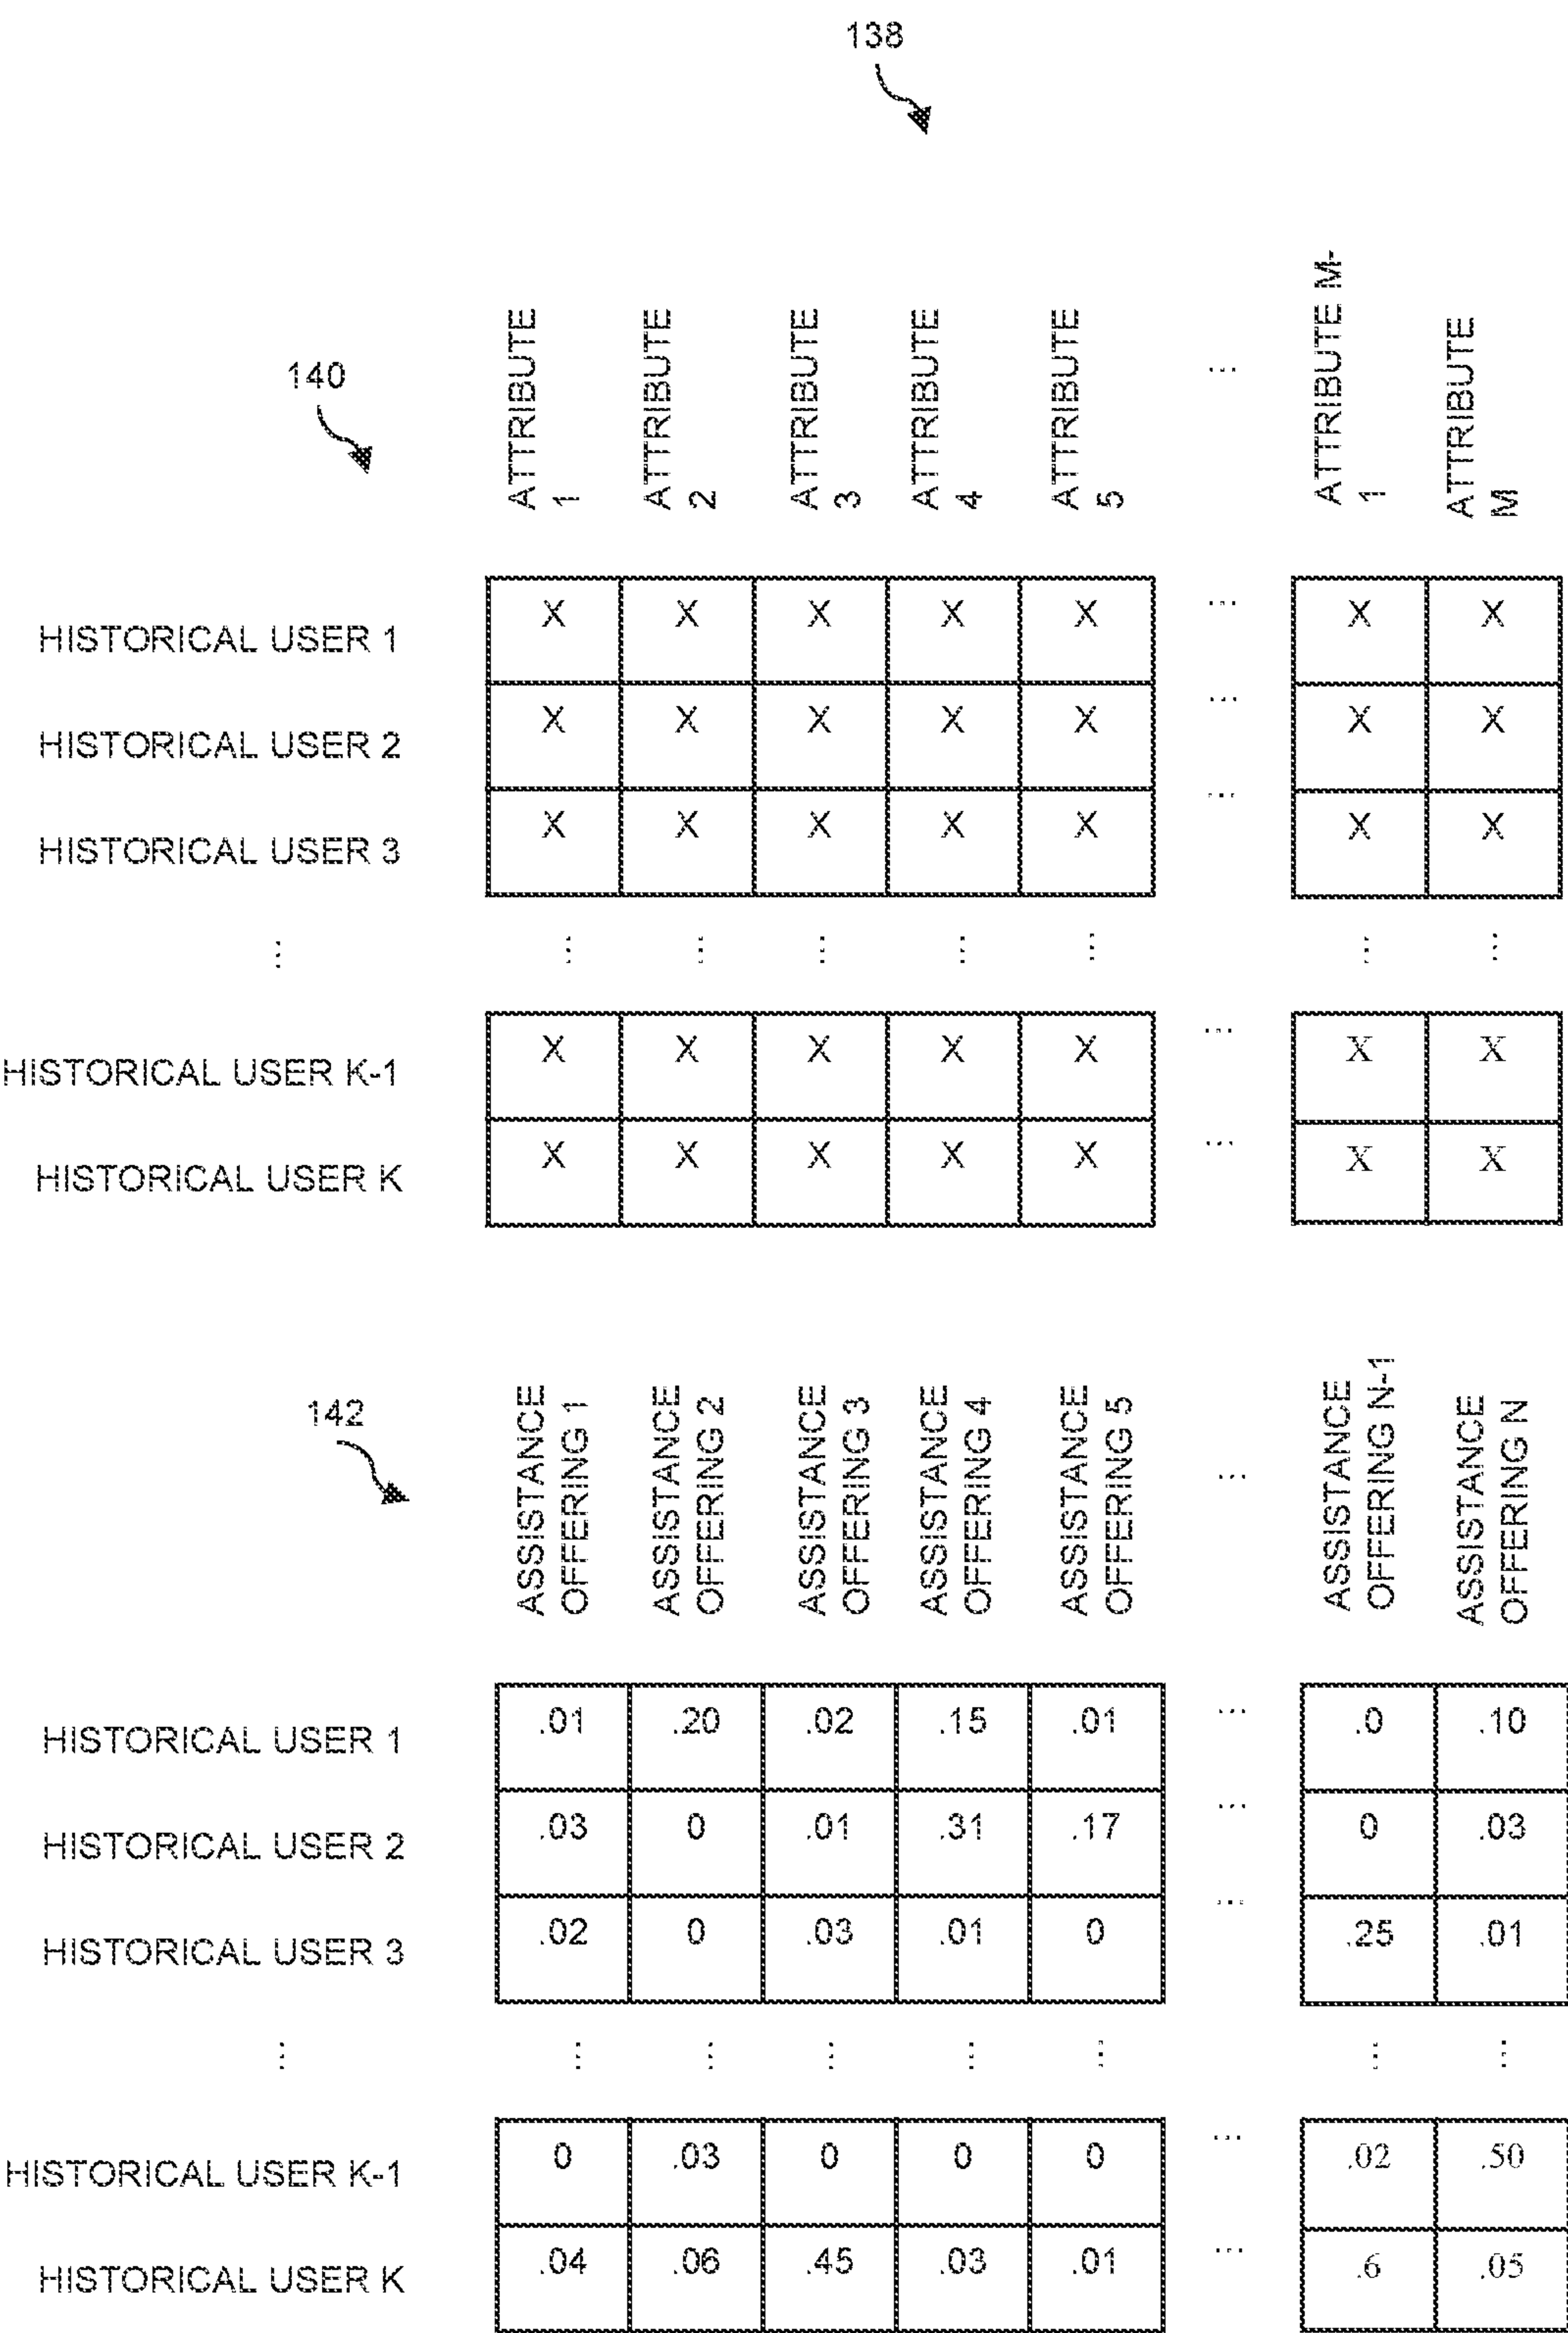 138
140
ATTRIBUTE 1
ATTRIBUTE 2
ATTRIBUTE 3
ATTRIBUTE 4
ATTRIBUTE 5
...
ATTRIBUTE M-1
ATTRIBUTE M
HISTORICAL USER 1 X X X X X ... X X
HISTORICAL USER 2 X X X X X ... X X
HISTORICAL USER 3 X X X X X ... X X
... ... ... ... ... ... ... ...
HISTORICAL USER K-1 X X X X X ... X X
HISTORICAL USER K X X X X X ... X X
142
ASSISTANCE OFFERING 1
ASSISTANCE OFFERING 2
ASSISTANCE OFFERING 3
ASSISTANCE OFFERING 4
ASSISTANCE OFFERING 5
...
ASSISTANCE OFFERING N-1
ASSISTANCE OFFERING N
HISTORICAL USER 1 .01 .20 .02 .15 .01 ... .0 .10
HISTORICAL USER 2 .03 0 .01 .31 .17 ... 0 .03
HISTORICAL USER 3 .02 0 .03 .01 0 ... .25 .01
... ... ... ... ... ... ... ...
HISTORICAL USER K-1 0 .03 0 0 0 ... .02 .50
HISTORICAL USER K .04 .06 .45 .03 .01 ... .6 .05